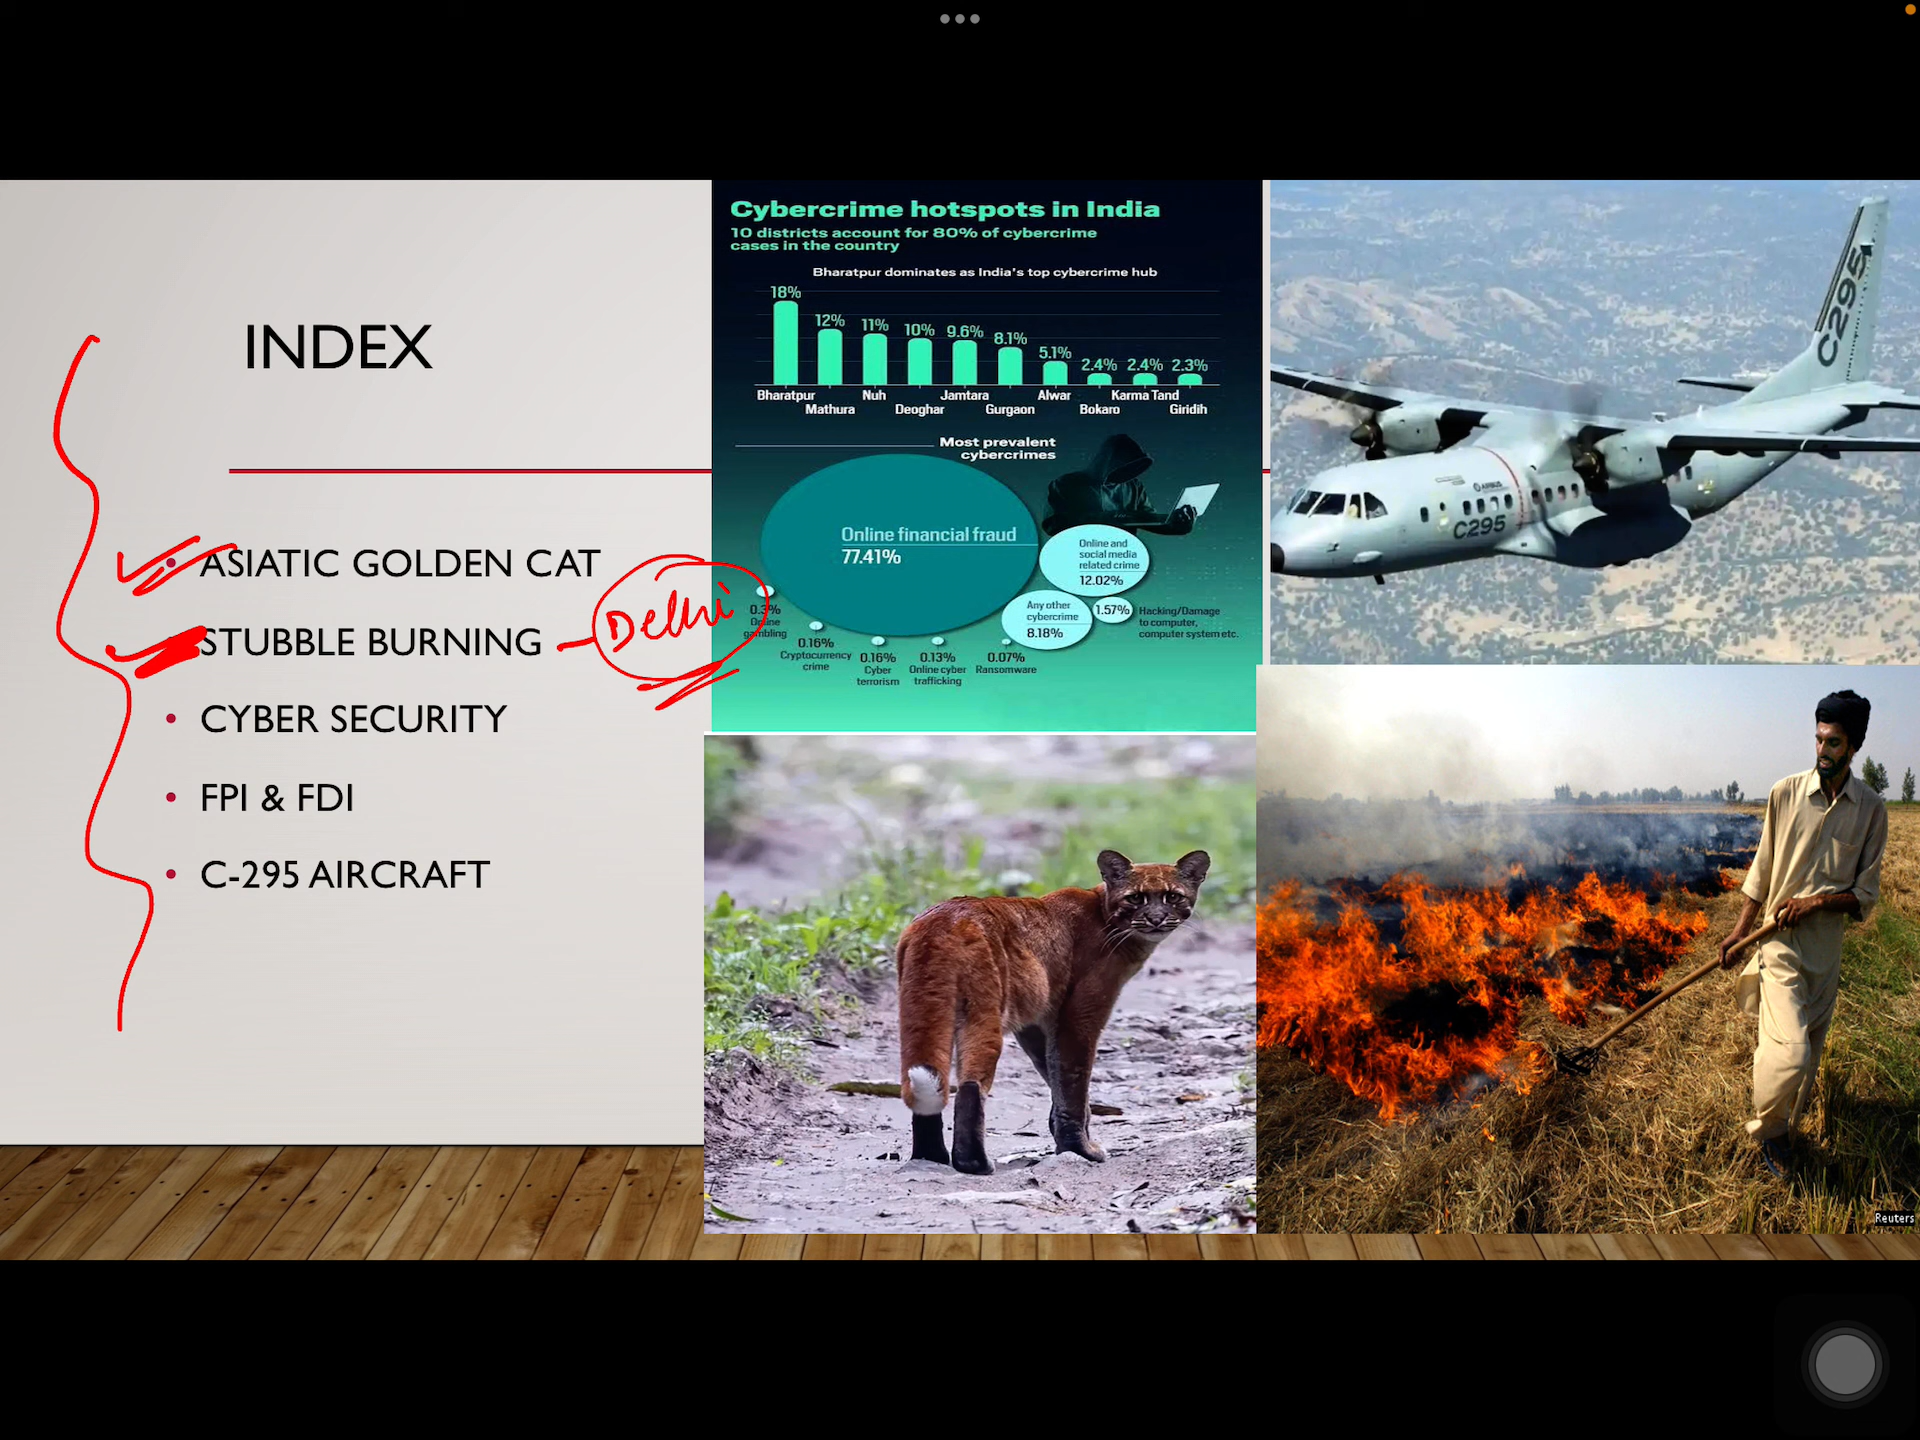 INDEX
• ASIATIC GOLDEN CAT
• STUBBLE BURNING
Delhi
• CYBER SECURITY
• FPI & FDI
• C-295 AIRCRAFT
Cybercrime hotspots in India
10 districts account for 80% of cybercrime
cases in the country
Bharatpur dominates as India's top cybercrime hub
18% 12% 11% 10% 9.6% 8.1% 5.1% 2.4% 2.4% 2.3%
Bharatpur Nuh Jamtara Alwar Karma Tand
Mathura Deoghar Gurgaon Bokaro Giridih
Most prevalent
cybercrimes
Online financial fraud
77.41%
Online and
social media
related crime
12.02%
Any other
cybercrime
8.18%
1.57%
Hacking/Damage
to computer,
computer system etc.
0.3%
Online
gambling
0.16%
Cryptocurrency
crime
0.16%
Cyber
terrorism
0.13%
Online cyber
trafficking
0.07%
Ransomware
C295
AIRBUS
C295
Reuters